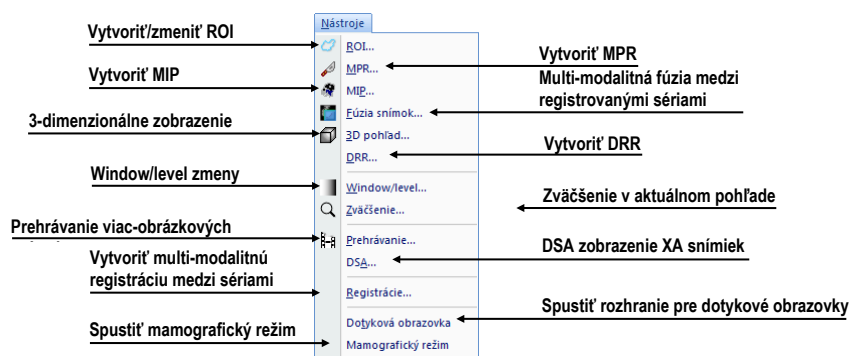 Nástroje
Vytvoriť/zmeniť ROI
ROI...
Vytvoriť MPR
MPR...
Vytvoriť MIP
MIP...
Multi-modalitná fúzia medzi
registrovanými sériami
Fúzia snímok...
3-dimenzionálne zobrazenie
3D pohľad...
Vytvoriť DRR
DRR...
Window/level zmeny
Window/level...
Zväčšenie v aktuálnom pohľade
Zväčšenie...
Prehrávanie viac-obrázkových
Prehrávanie...
DSA zobrazenie XA snímiek
DSA...
Vytvoriť multi-modalitnú
registráciu medzi sériami
Registrácie...
Spustiť rozhranie pre dotykové obrazovky
Dotyková obrazovka
Spustiť mamografický režim
Mamografický režim